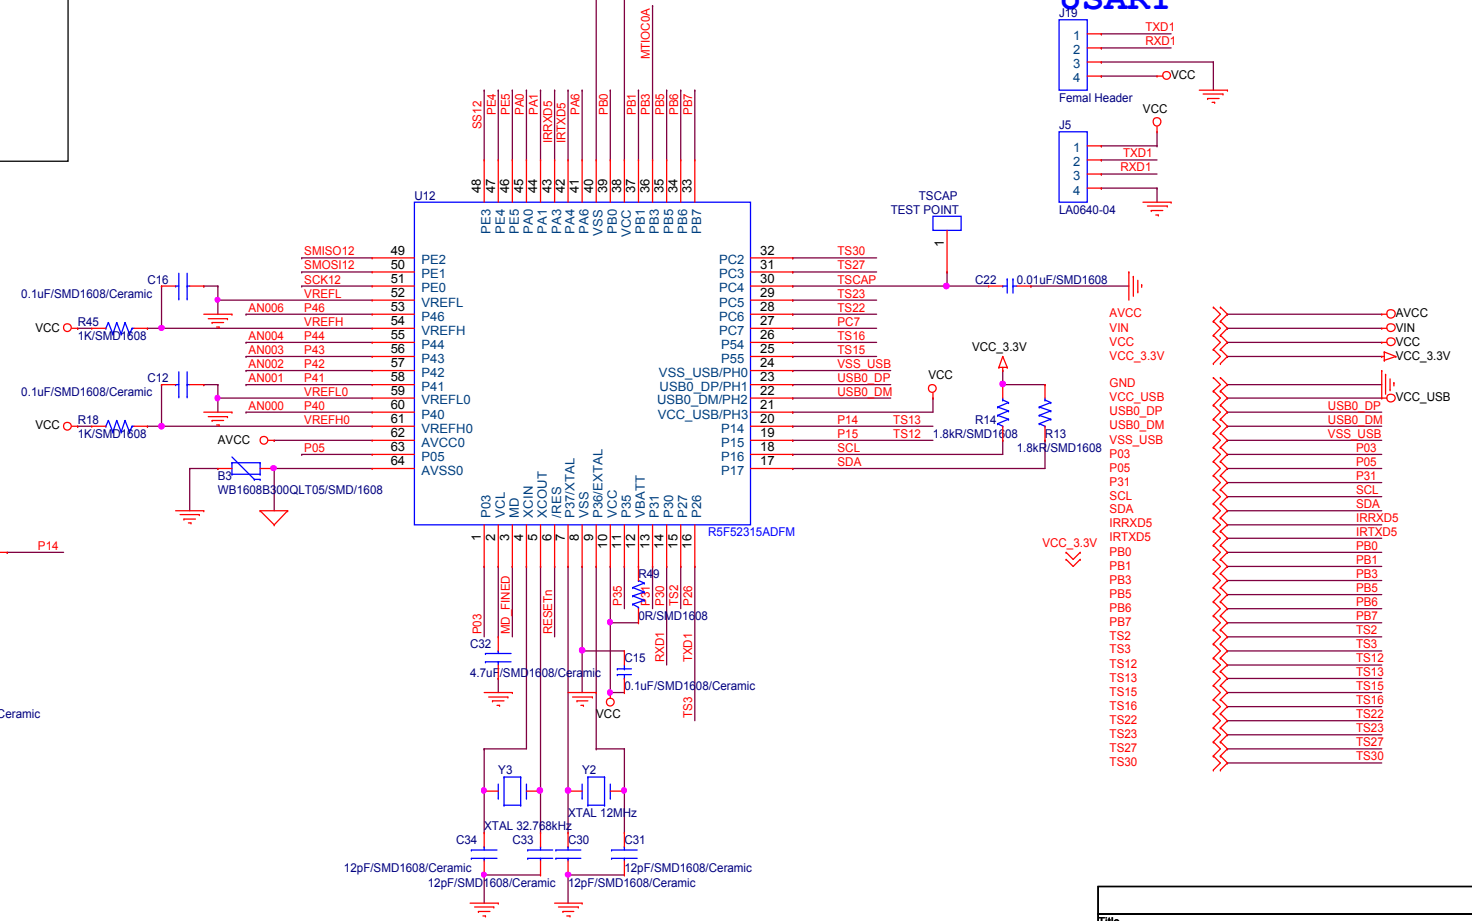 USART
J19
1
2
3
4
TXD1
RXD1
VCC
Femal Header
VCC
J5
1
2
3
4
TXD1
RXD1
LA0640-04
MTIOC0A
SS12
PE4
PE5
PA0
PA1
IRRXD5
IRTXD5
PA6
PB0
PB1
PB3
PB5
PB6
PB7
48
47
46
45
44
43
42
41
40
39
38
37
36
35
34
33
U12
PE3
PE4
PE5
PA0
PA1
PA3
PA4
PA6
VSS
PB0
VCC
PB1
PB3
PB5
PB6
PB7
TSCAP
TEST POINT
1
SMISO12 49 PE2
SMOSI12 50 PE1
SCK12 51 PE0
VREFL 52 VREFL
AN006 P46 53 P46
VREFH 54 VREFH
AN004 P44 55 P44
AN003 P43 56 P43
AN002 P42 57 P42
AN001 P41 58 P41
VREFL0 59 VREFL0
AN000 P40 60 P40
VREFH0 61 VREFH0
AVCC 62 AVCC0
P05 63 P05
64 AVSS0
C16
0.1uF/SMD1608/Ceramic
VCC R45
1K/SMD1608
C12
0.1uF/SMD1608/Ceramic
VCC R18
1K/SMD1608
B3
WB1608B300QLT05/SMD/1608
PC2 32 TS30
PC3 31 TS27
PC4 30 TSCAP
PC5 29 TS23
PC6 28 TS22
PC7 27 PC7
P54 26 TS16
P55 25 TS15
VSS_USB/PH0 24 VSS_USB
USB0_DP/PH1 23 USB0_DP
USB0_DM/PH2 22 USB0_DM
VCC_USB/PH3 21
P14 20 P14 TS13
P15 19 P15 TS12
P16 18 SCL
P17 17 SDA
C22 0.01uF/SMD1608
VCC_3.3V
VCC
R14
1.8kR/SMD1608
R13
1.8kR/SMD1608
R5F52315ADFM
P03
VCL
MD
XCIN
XCOUT
/RES
P37/XTAL
VSS
P36/EXTAL
VCC
P35
VBATT
P31
P30
P27
P26
1
2
3
4
5
6
7
8
9
10
11
12
13
14
15
16
P03
MD_FINED
RESETn
P35
P31
P30
TS2
P26
RXD1
TXD1
TS3
R49
0R/SMD1608
C32
4.7uF/SMD1608/Ceramic
C15
0.1uF/SMD1608/Ceramic
VCC
Y3
XTAL 32.768kHz
Y2
XTAL 12MHz
C34
12pF/SMD1608/Ceramic
C33
12pF/SMD1608/Ceramic
C30
12pF/SMD1608/Ceramic
C31
12pF/SMD1608/Ceramic
P14
Ceramic
VCC_3.3V
AVCC AVCC
VIN VIN
VCC VCC
VCC_3.3V VCC_3.3V
GND
VCC_USB VCC_USB
USB0_DP USB0_DP
USB0_DM USB0_DM
VSS_USB VSS_USB
P03 P03
P05 P05
P31 P31
SCL SCL
SDA SDA
IRRXD5 IRRXD5
IRTXD5 IRTXD5
PB0 PB0
PB1 PB1
PB3 PB3
PB5 PB5
PB6 PB6
PB7 PB7
TS2 TS2
TS3 TS3
TS12 TS12
TS13 TS13
TS15 TS15
TS16 TS16
TS22 TS22
TS23 TS23
TS27 TS27
TS30 TS30
Title